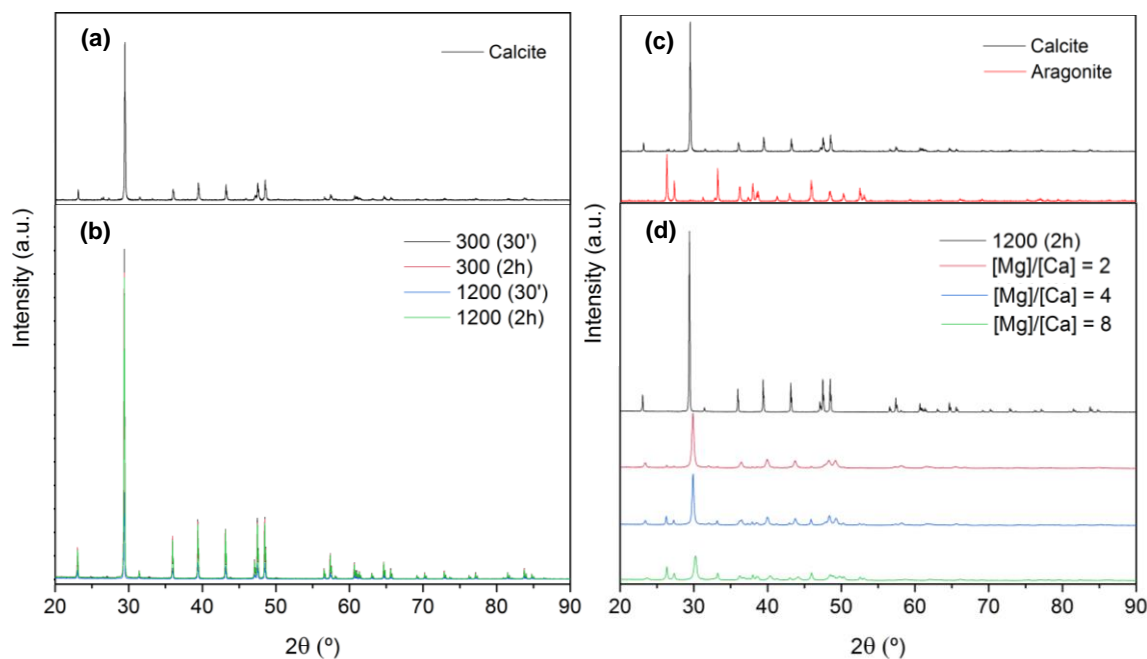 (a)
Calcite
(b)
300 (30')
300 (2h)
1200 (30')
1200 (2h)
Intensity (a.u.)
20 30 40 50 60 70 80 90
2θ (º)
(c)
Calcite
Aragonite
(d)
1200 (2h)
[Mg]/[Ca] = 2
[Mg]/[Ca] = 4
[Mg]/[Ca] = 8
Intensity (a.u.)
20 30 40 50 60 70 80 90
2θ (º)